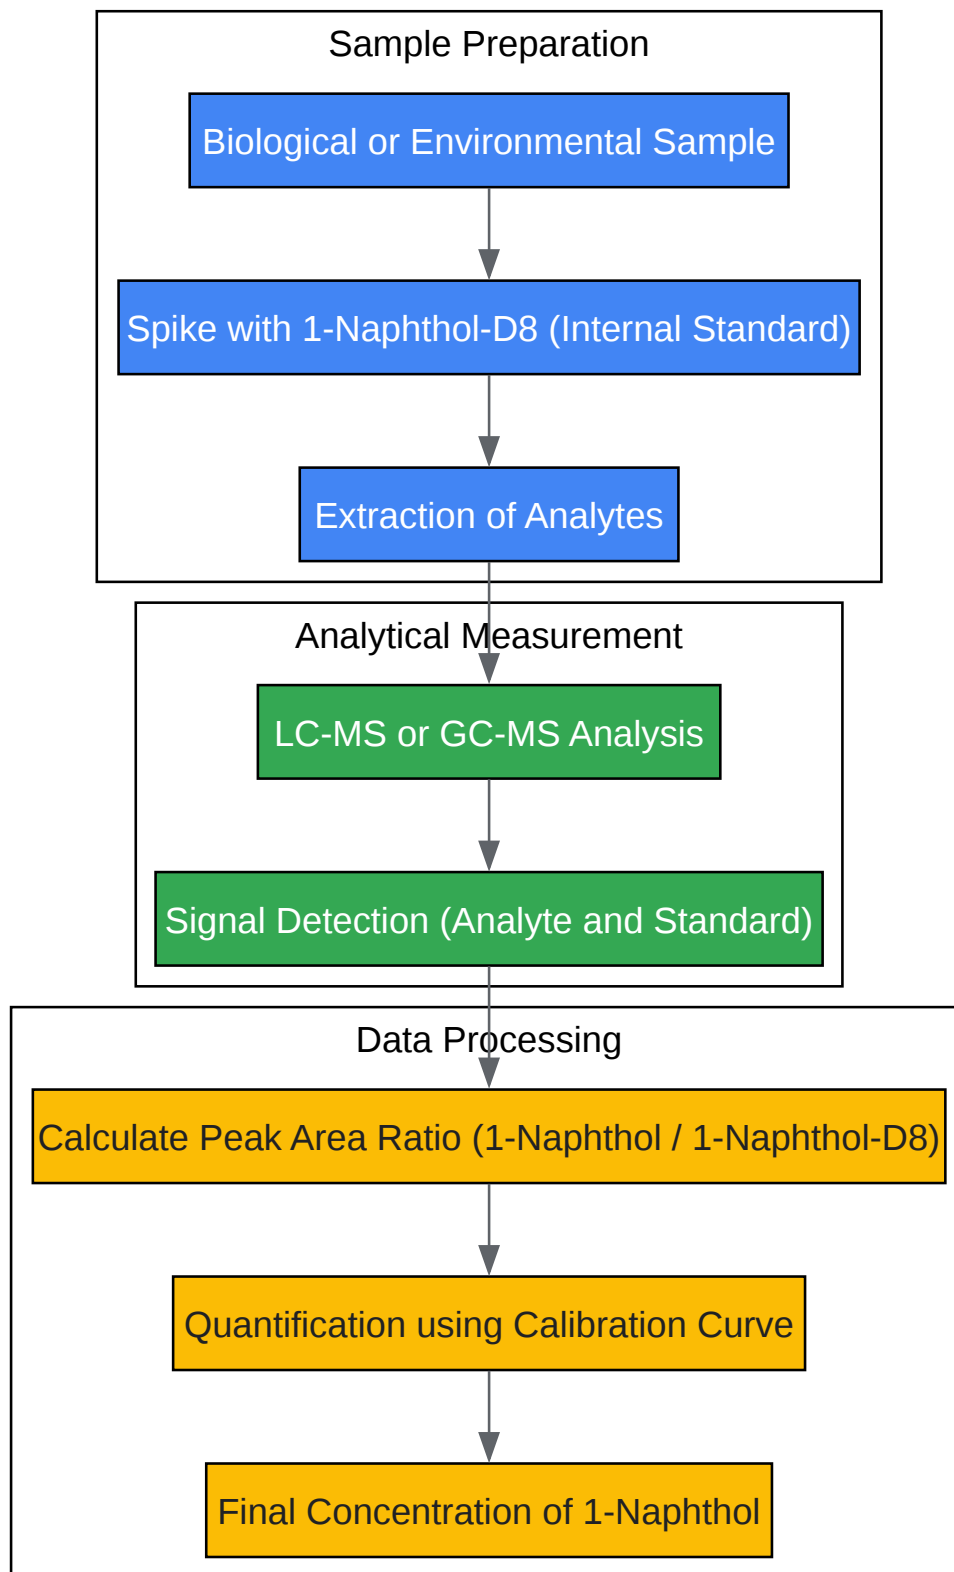 Sample Preparation
Biological or Environmental Sample
Spike with 1-Naphthol-D8 (Internal Standard)
Extraction of Analytes
Analytical Measurement
LC-MS or GC-MS Analysis
Signal Detection (Analyte and Standard)
Data Processing
Calculate Peak Area Ratio (1-Naphthol / 1-Naphthol-D8)
Quantification using Calibration Curve
Final Concentration of 1-Naphthol